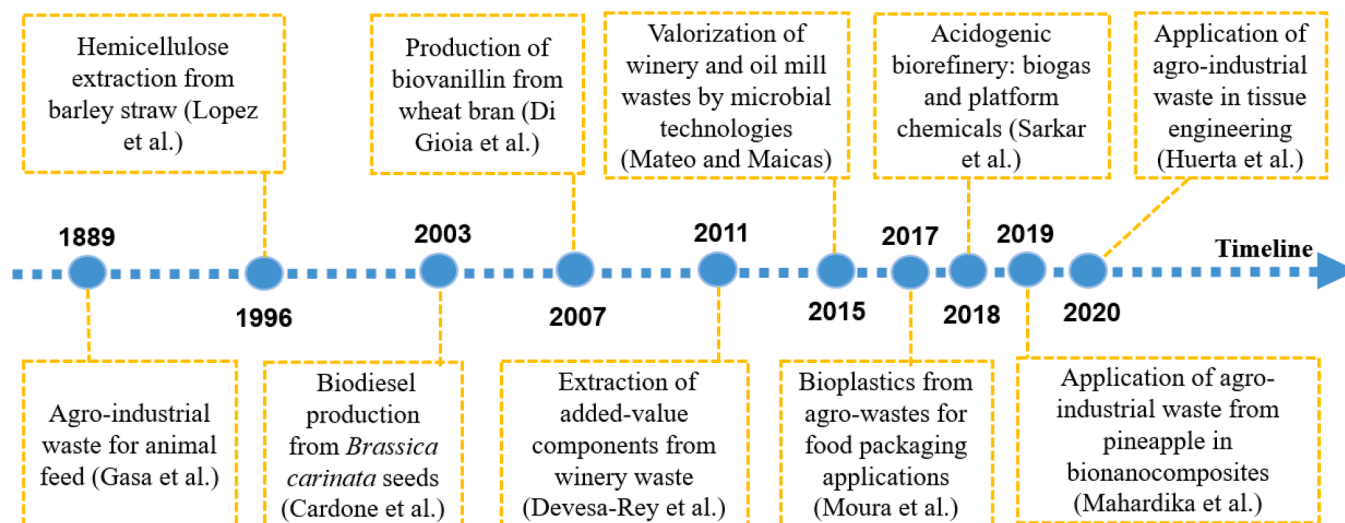 Hemicellulose
extraction from
barley straw (Lopez
et al.)
Production of
biovanillin from
wheat bran (Di
Gioia et al.)
Valorization of
winery and oil mill
wastes by microbial
technologies
(Mateo and Maicas)
Acidogenic
biorefinery: biogas
and platform
chemicals (Sarkar
et al.)
Application of
agro-industrial
waste in tissue
engineering
(Huerta et al.)
1889
2003
2011
2017
2019
Timeline
1996
2007
2015
2018
2020
Agro-industrial
waste for animal
feed (Gasa et al.)
Biodiesel
production
from Brassica
carinata seeds
(Cardone et al.)
Extraction of
added-value
components from
winery waste
(Devesa-Rey et al.)
Bioplastics from
agro-wastes for
food packaging
applications
(Moura et al.)
Application of agro-
industrial waste from
pineapple in
bionanocomposites
(Mahardika et al.)